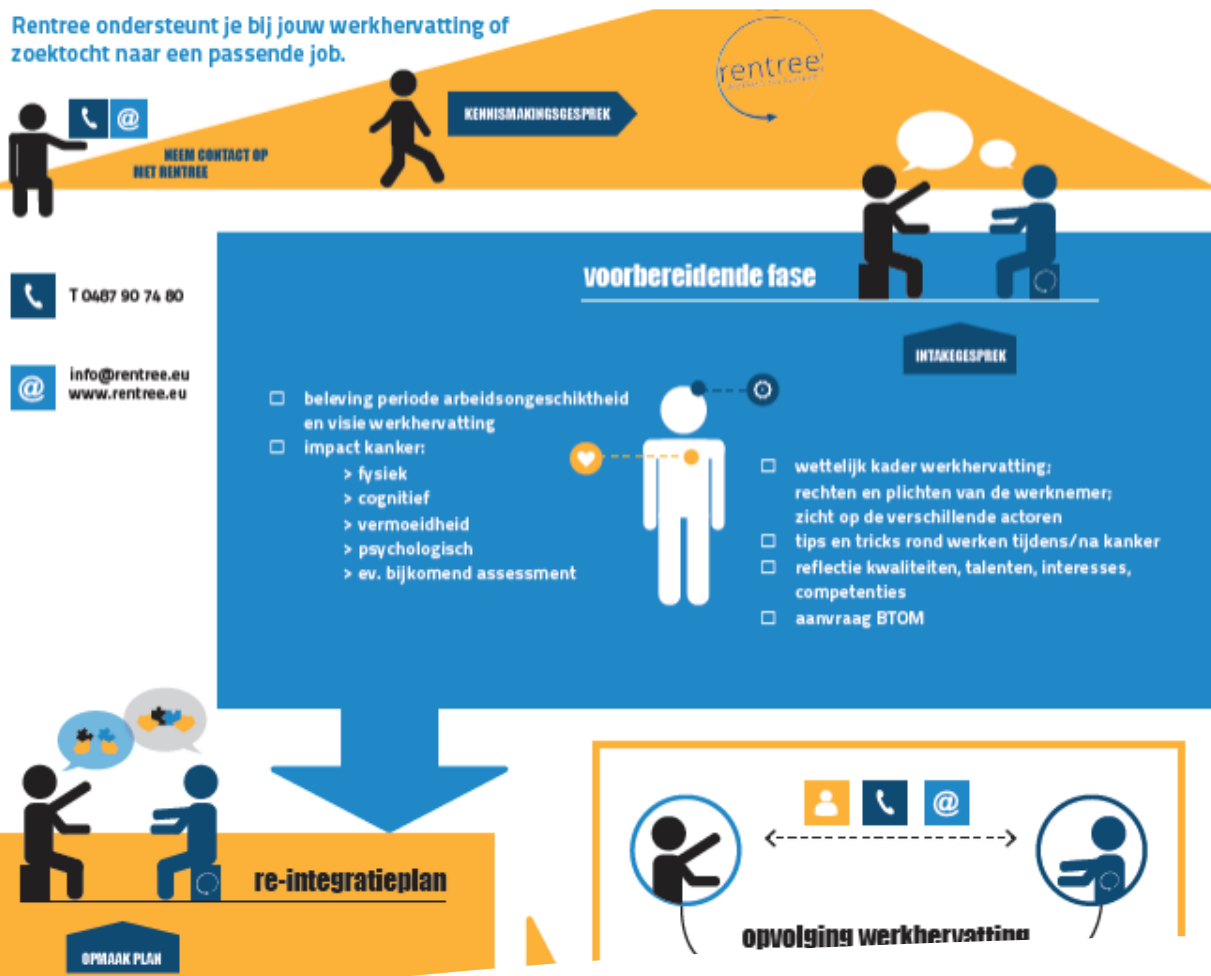 Rentree ondersteunt je bij jouw werkhervatting of
zoektocht naar een passende job.
rentree
KENNISMAKINGSGESPREK
NEEM CONTACT OP
MET RENTREE
T 0487 90 74 80
@
info@rentree.eu
www.rentree.eu
voorbereidende fase
INTAKEGESPREK
beleving periode arbeidsongeschiktheid
en visie werkhervatting
impact kanker:
> fysiek
> cognitief
> vermoeidheid
> psychologisch
> ev. bijkomend assessment
wettelijk kader werkhervatting;
rechten en plichten van de werknemer;
zicht op de verschillende actoren
tips en tricks rond werken tijdens/na kanker
reflectie kwaliteiten, talenten, interesses,
competenties
aanvraag BTOM
re-integratieplan
OPMAAK PLAN
@
opvolging werkhervatting